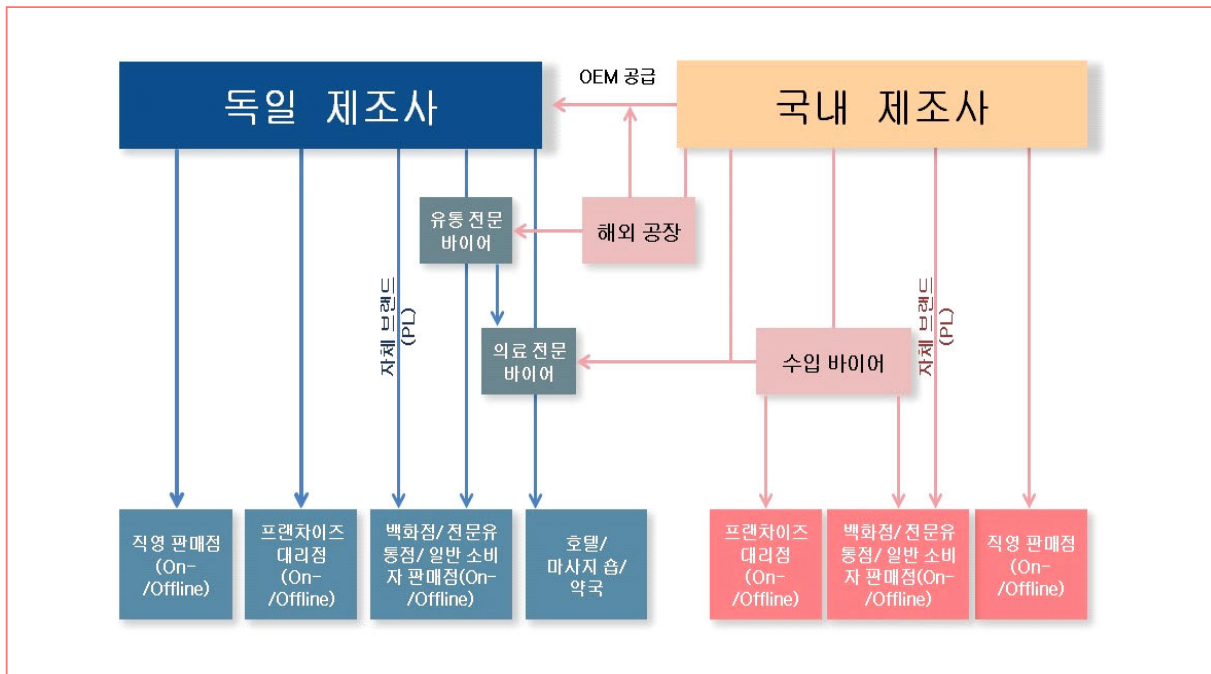 OEM 공급
독일 제조사
국내 제조사
유통 전문
바이어
해외 공장
자체 브랜드
(PL)
의료 전문
바이어
수입 바이어
자체 브랜드
(PL)
직영 판매점
(On-
/Offline)
프랜차이즈
대리점
(On-
/Offline)
백화점/ 전문유
통점/ 일반 소비
자 판매점(On-
/Offline)
호텔/
마사지 숍/
약국
프랜차이즈
대리점
(On-
/Offline)
백화점/ 전문유
통점/ 일반 소비
자 판매점(On-
/Offline)
직영 판매점
(On-
/Offline)